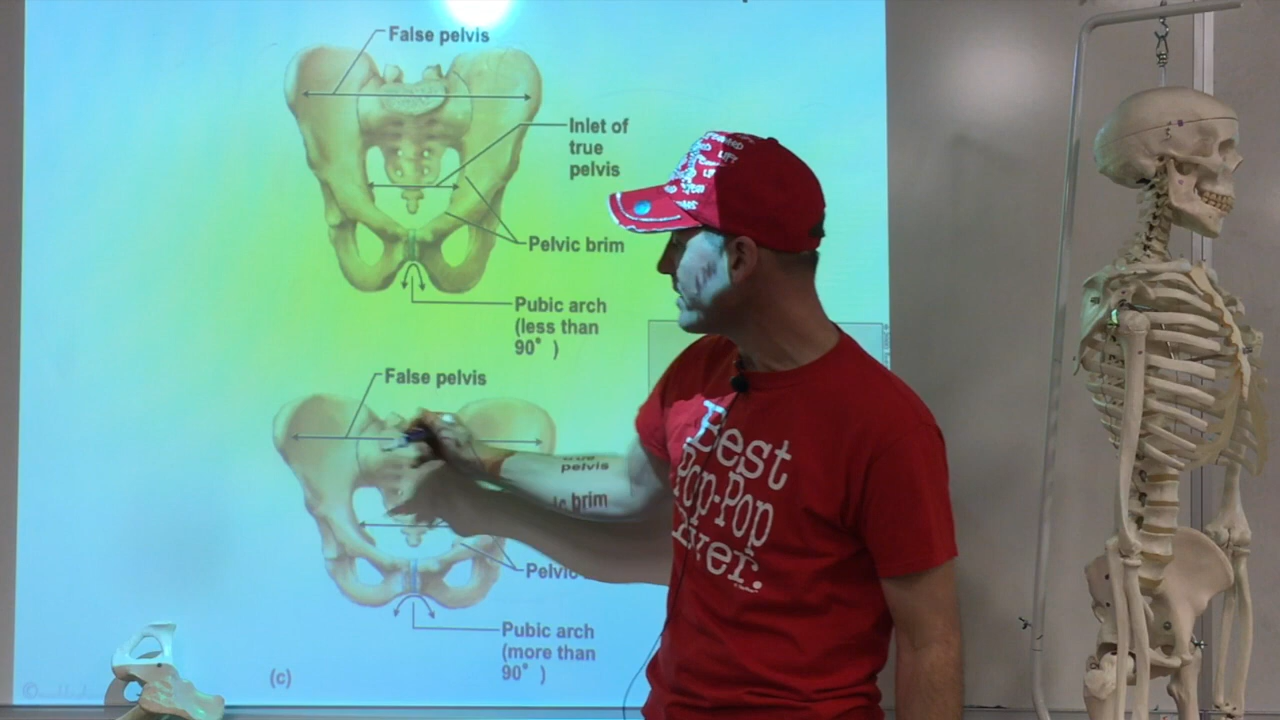 False pelvis
Inlet of
true
pelvis
Pelvic brim
Pubic arch
(less than
90° )
False pelvis
pelvis
brim
Pubic arch
(more than
90° )
(c)
LIFE
Best
Pop-Pop
Ever.